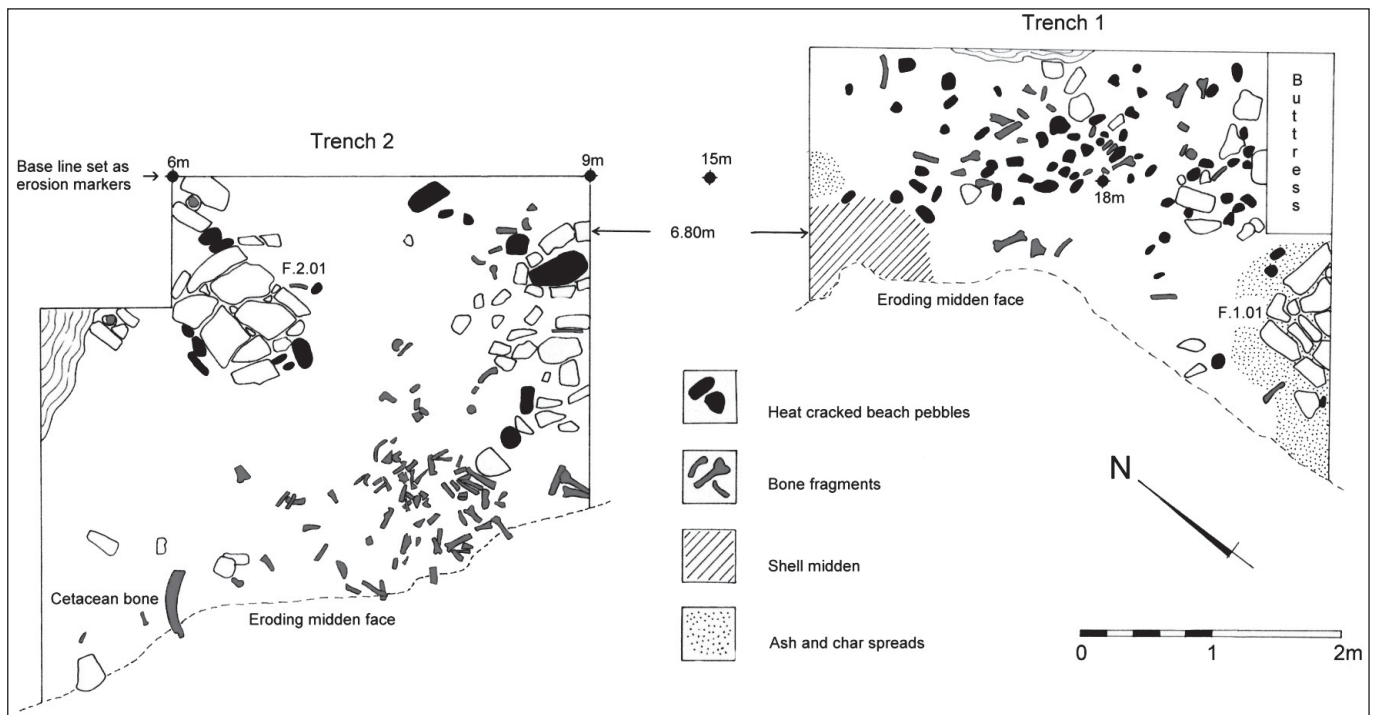 Trench 1
Trench 2
Base line set as
erosion markers
6m
9m
15m
Buttress
18m
6.80m
F.2.01
Eroding midden face
F.1.01
Heat cracked beach pebbles
N
Bone fragments
Shell midden
Cetacean bone
Eroding midden face
Ash and char spreads
0 1 2m